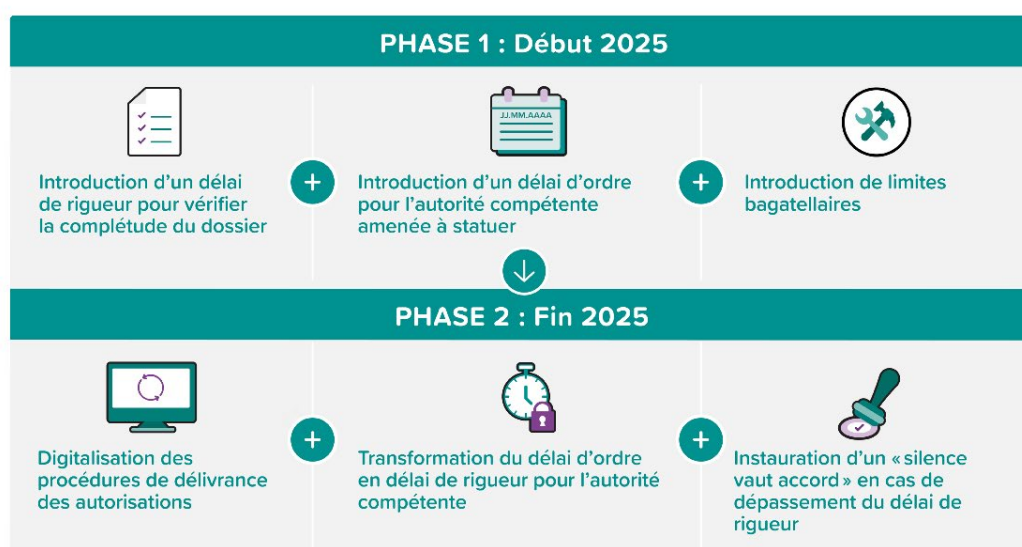 PHASE 1 : Début 2025
JJ.MM.AAAA
Introduction d’un délai
de rigueur pour vérifier
la complétude du dossier
+
Introduction d’un délai d’ordre
pour l’autorité compétente
amenée à statuer
+
Introduction de limites
bagatellaires
PHASE 2 : Fin 2025
Digitalisation des
procédures de délivrance
des autorisations
+
Transformation du délai d’ordre
en délai de rigueur pour l’autorité
compétente
+
Instauration d’un « silence
vaut accord » en cas de
dépassement du délai de
rigueur